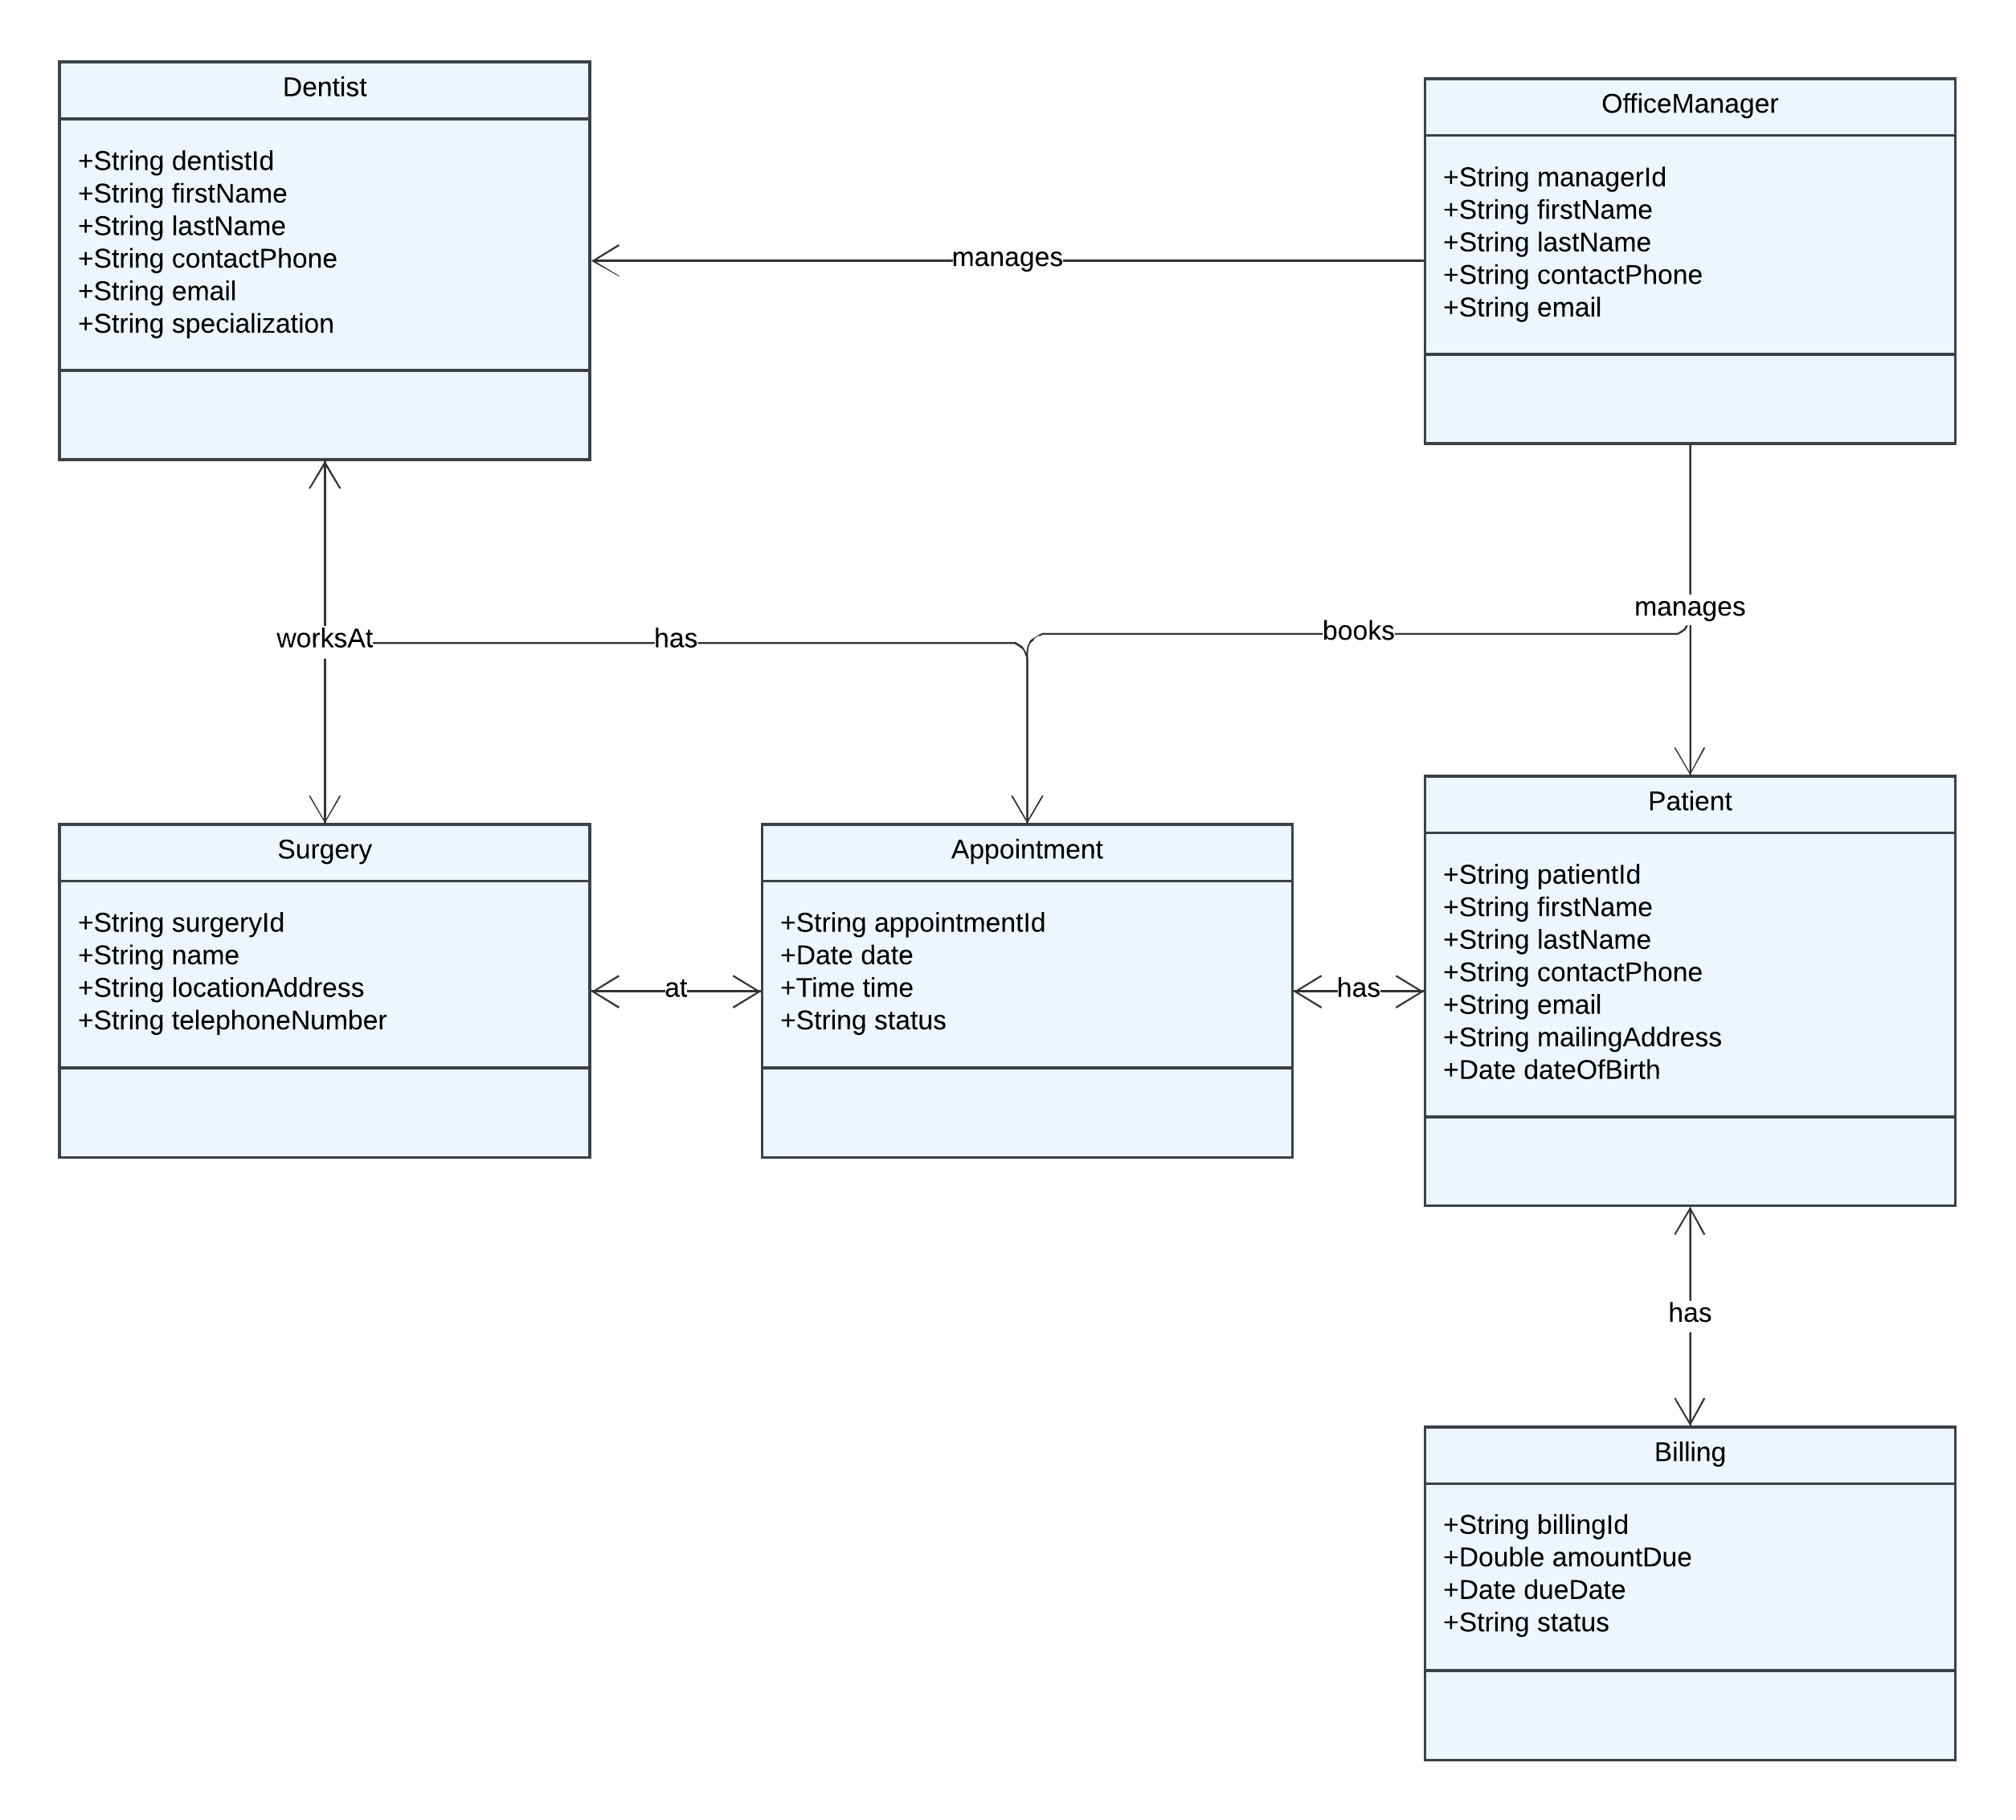 Dentist
+String dentistId
+String firstName
+String lastName
+String contactPhone
+String email
+String specialization
OfficeManager
+String managerId
+String firstName
+String lastName
+String contactPhone
+String email
manages
worksAt
has
books
manages
Surgery
+String surgeryId
+String name
+String locationAddress
+String telephoneNumber
at
Appointment
+String appointmentId
+Date date
+Time time
+String status
has
Patient
+String patientId
+String firstName
+String lastName
+String contactPhone
+String email
+String mailingAddress
+Date dateOfBirth
has
Billing
+String billingId
+Double amountDue
+Date dueDate
+String status